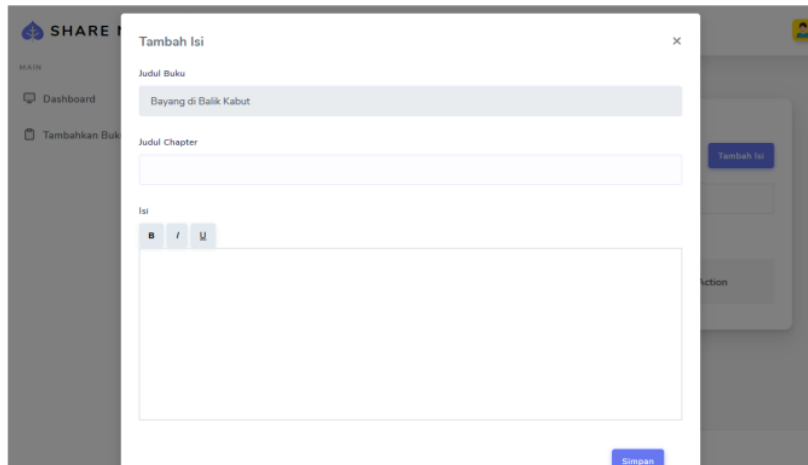 SHARE
Tambah Isi
×
MAIN
Judul Buku
Dashboard
Bayang di Balik Kabut
Tambahkan
Judul Chapter
Tambah Isi
Isi
B I U
Action
Simpan